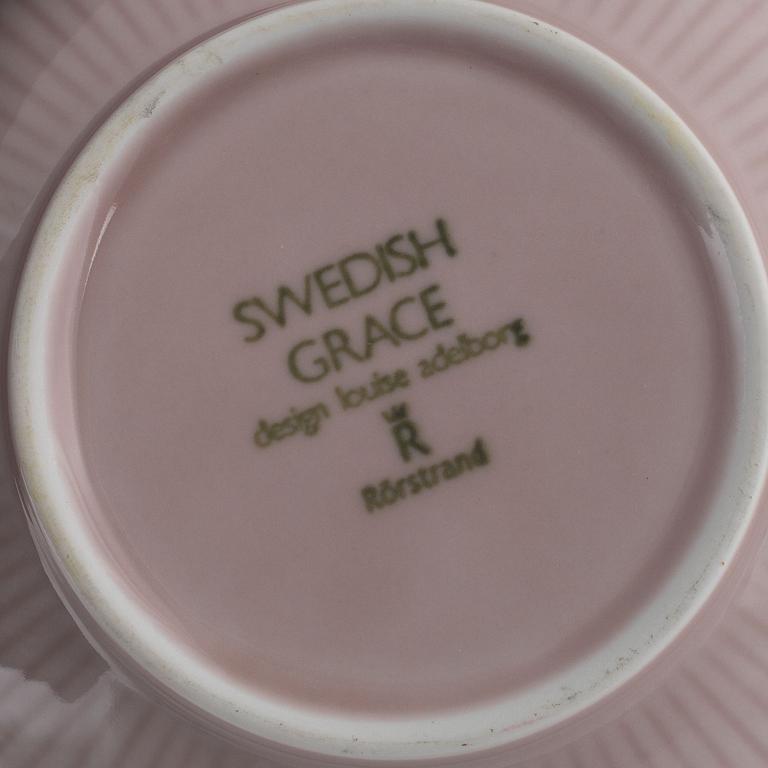 SWEDISH
GRACE
design louise adelborg
R
Rörstrand